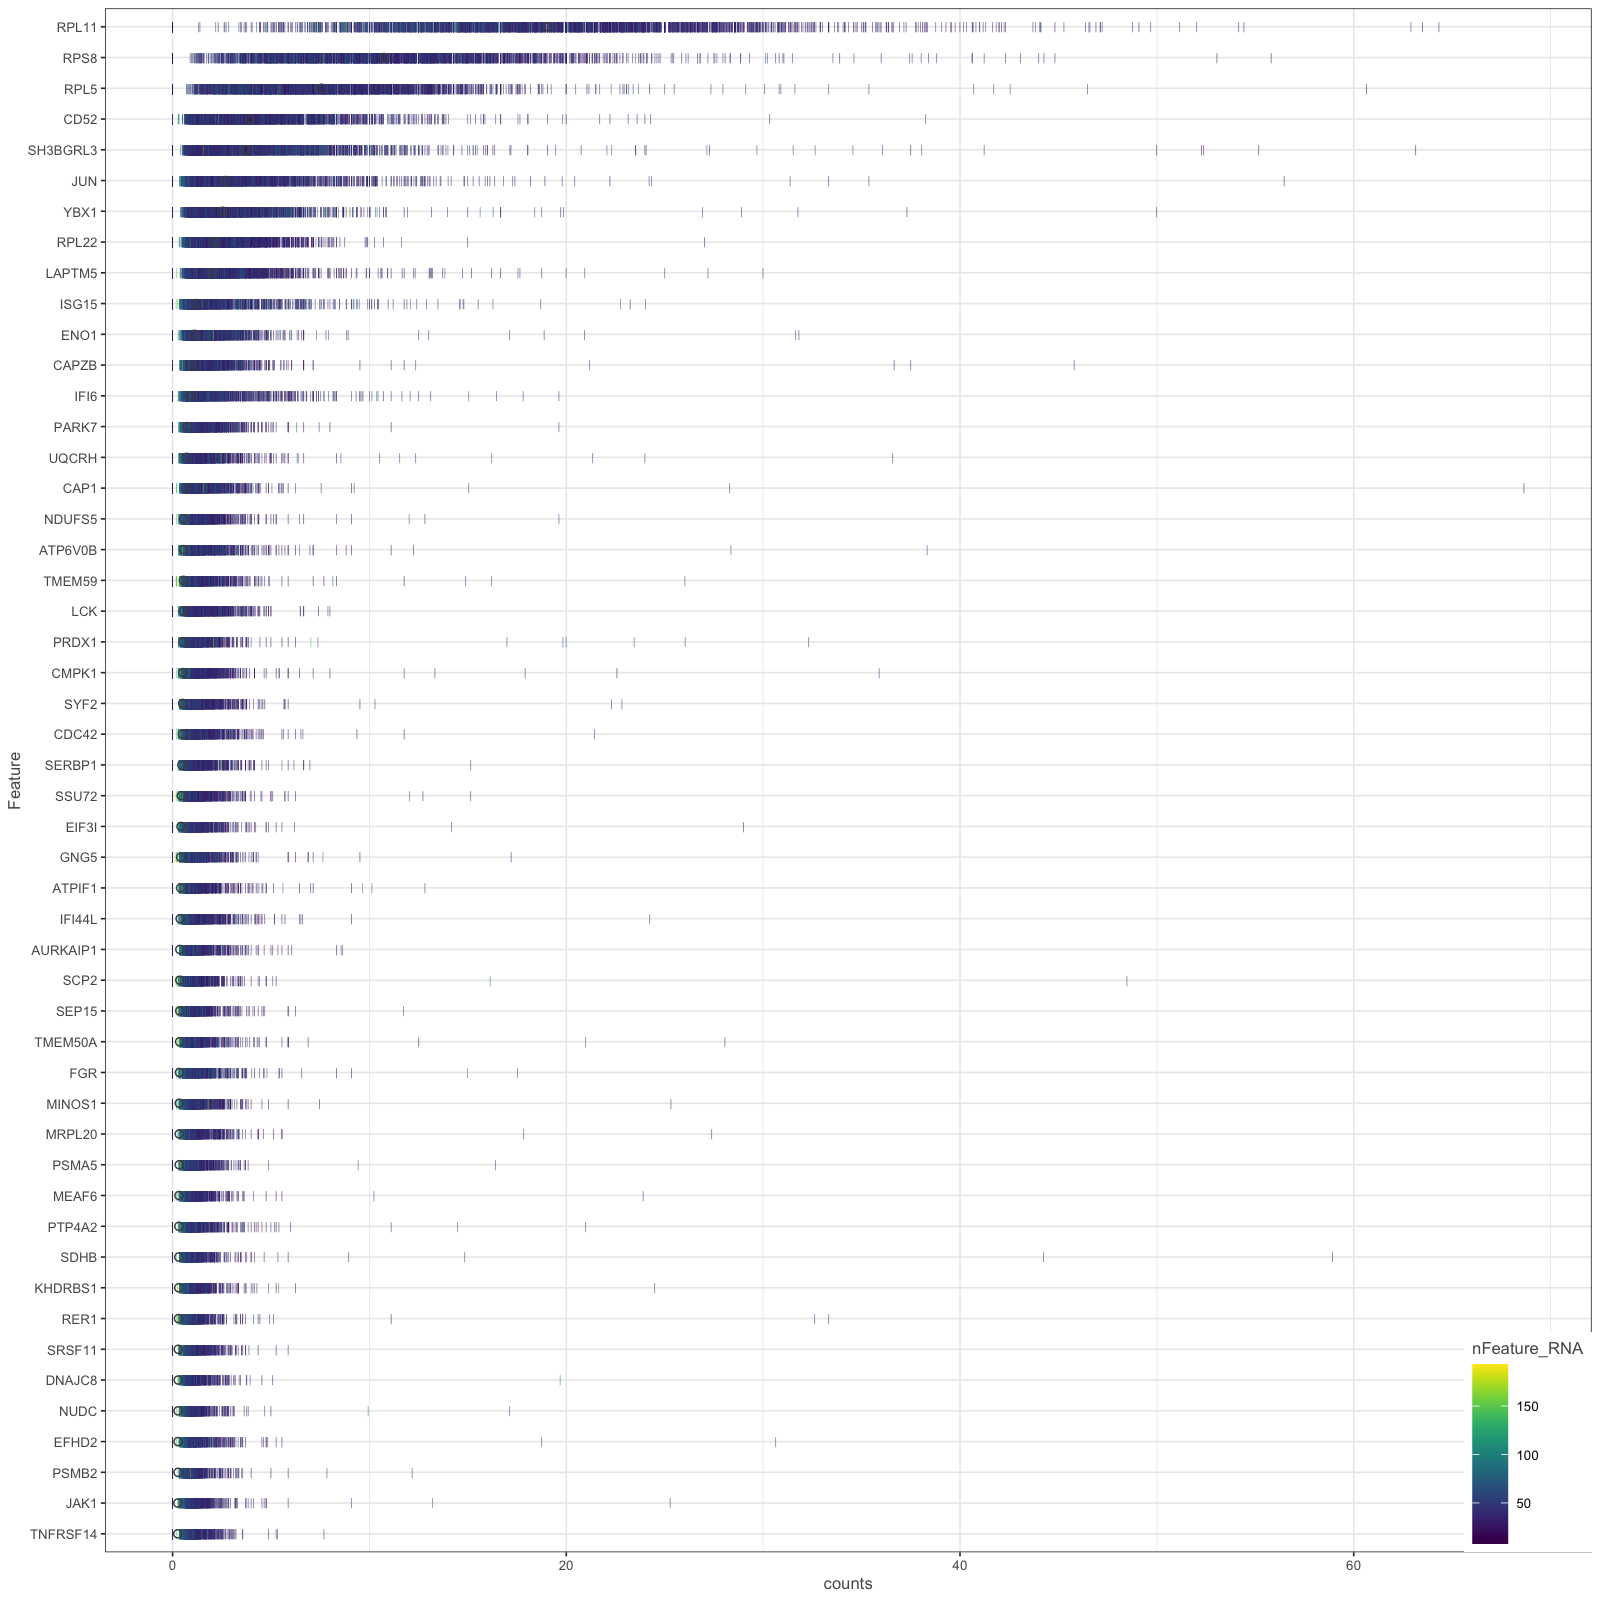 RPL11
RPS8
RPL5
CD52
SH3BGRL3
JUN
YBX1
RPL22
LAPTM5
ISG15
ENO1
CAPZB
IFI6
PARK7
UQCRH
CAP1
NDUFS5
ATP6V0B
TMEM59
LCK
PRDX1
CMPK1
SYF2
CDC42
SERBP1
SSU72
EIF3I
GNG5
ATPIF1
IFI44L
AURKAIP1
SCP2
SEP15
TMEM50A
FGR
MINOS1
MRPL20
PSMA5
MEAF6
PTP4A2
SDHB
KHDRBS1
RER1
SRSF11
DNAJC8
NUDC
EFHD2
PSMB2
JAK1
TNFRSF14
Feature
0 20 40 60
counts
nFeature_RNA
150
100
50